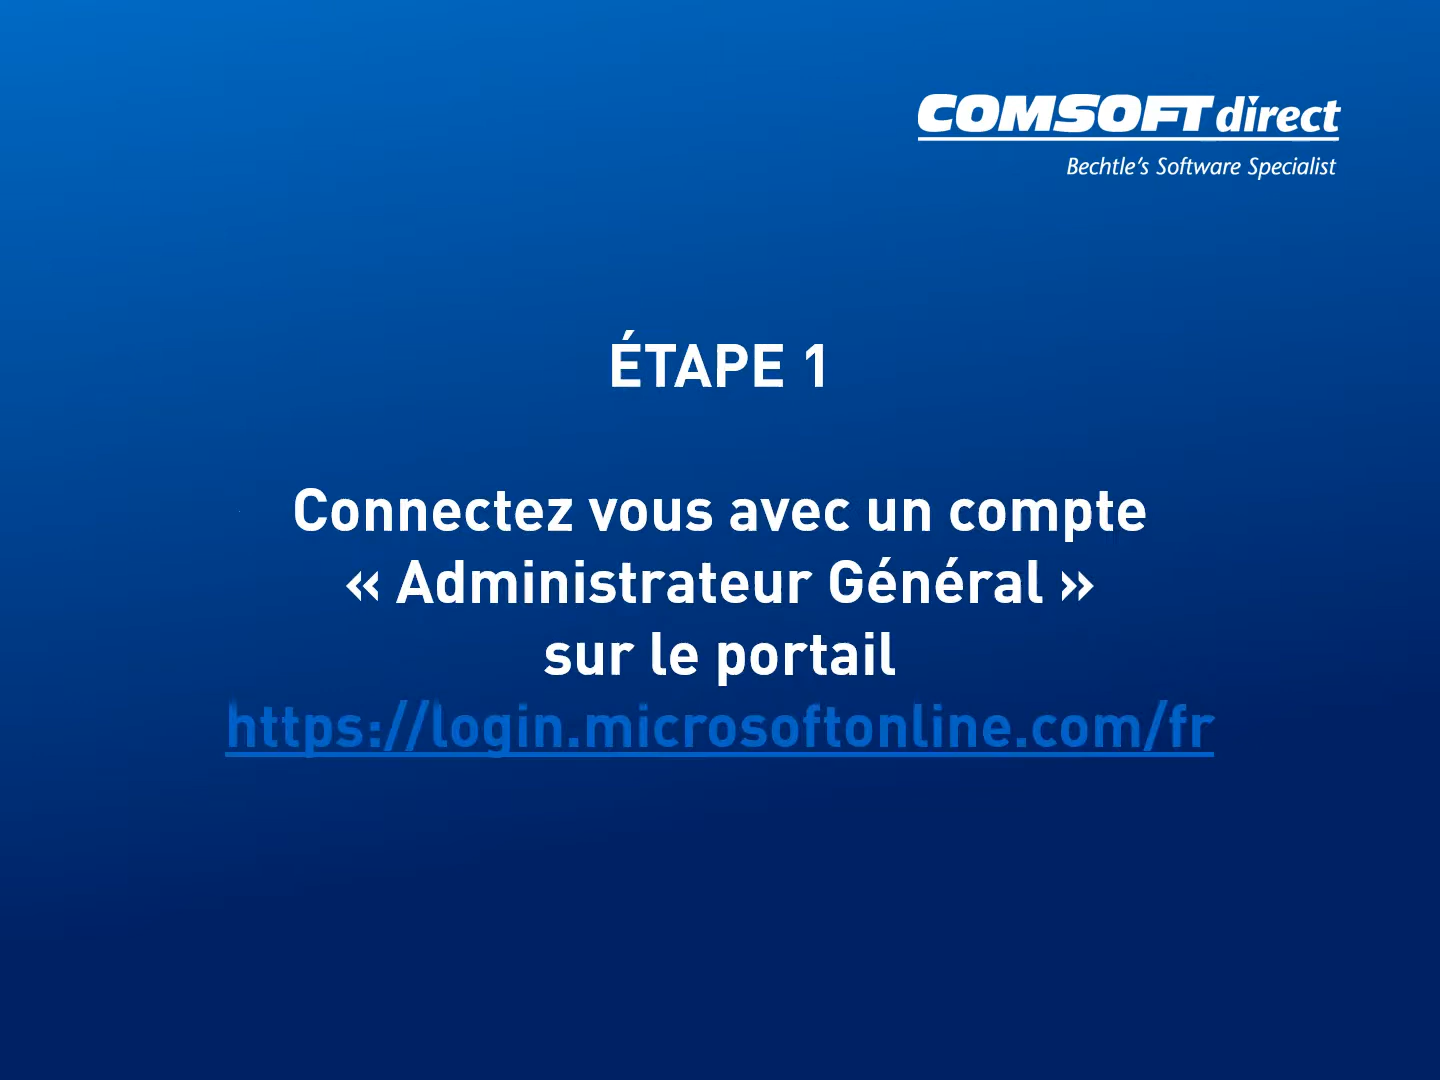 COMSOFT direct
Bechtle's Software Specialist
ÉTAPE 1
Connectez vous avec un compte
« Administrateur Général »
sur le portail
https://login.microsoftonline.com/fr